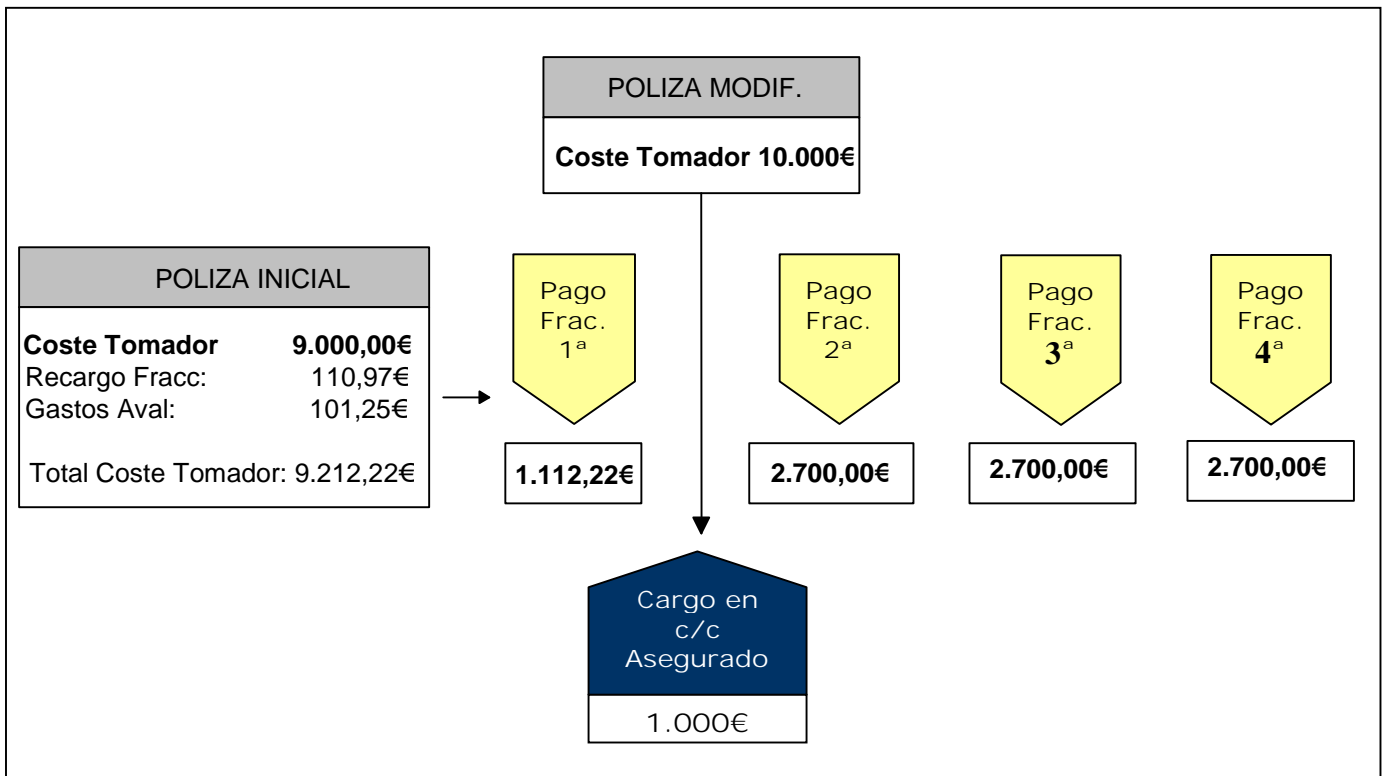 POLIZA MODIF.
Coste Tomador 10.000€
POLIZA INICIAL
Coste Tomador 9.000,00€
Recargo Fracc: 110,97€
Gastos Aval: 101,25€
Total Coste Tomador: 9.212,22€
Pago
Frac.
1ª
1.112,22€
Pago
Frac.
2ª
2.700,00€
Pago
Frac.
3ª
2.700,00€
Pago
Frac.
4ª
2.700,00€
Cargo en
c/c
Asegurado
1.000€